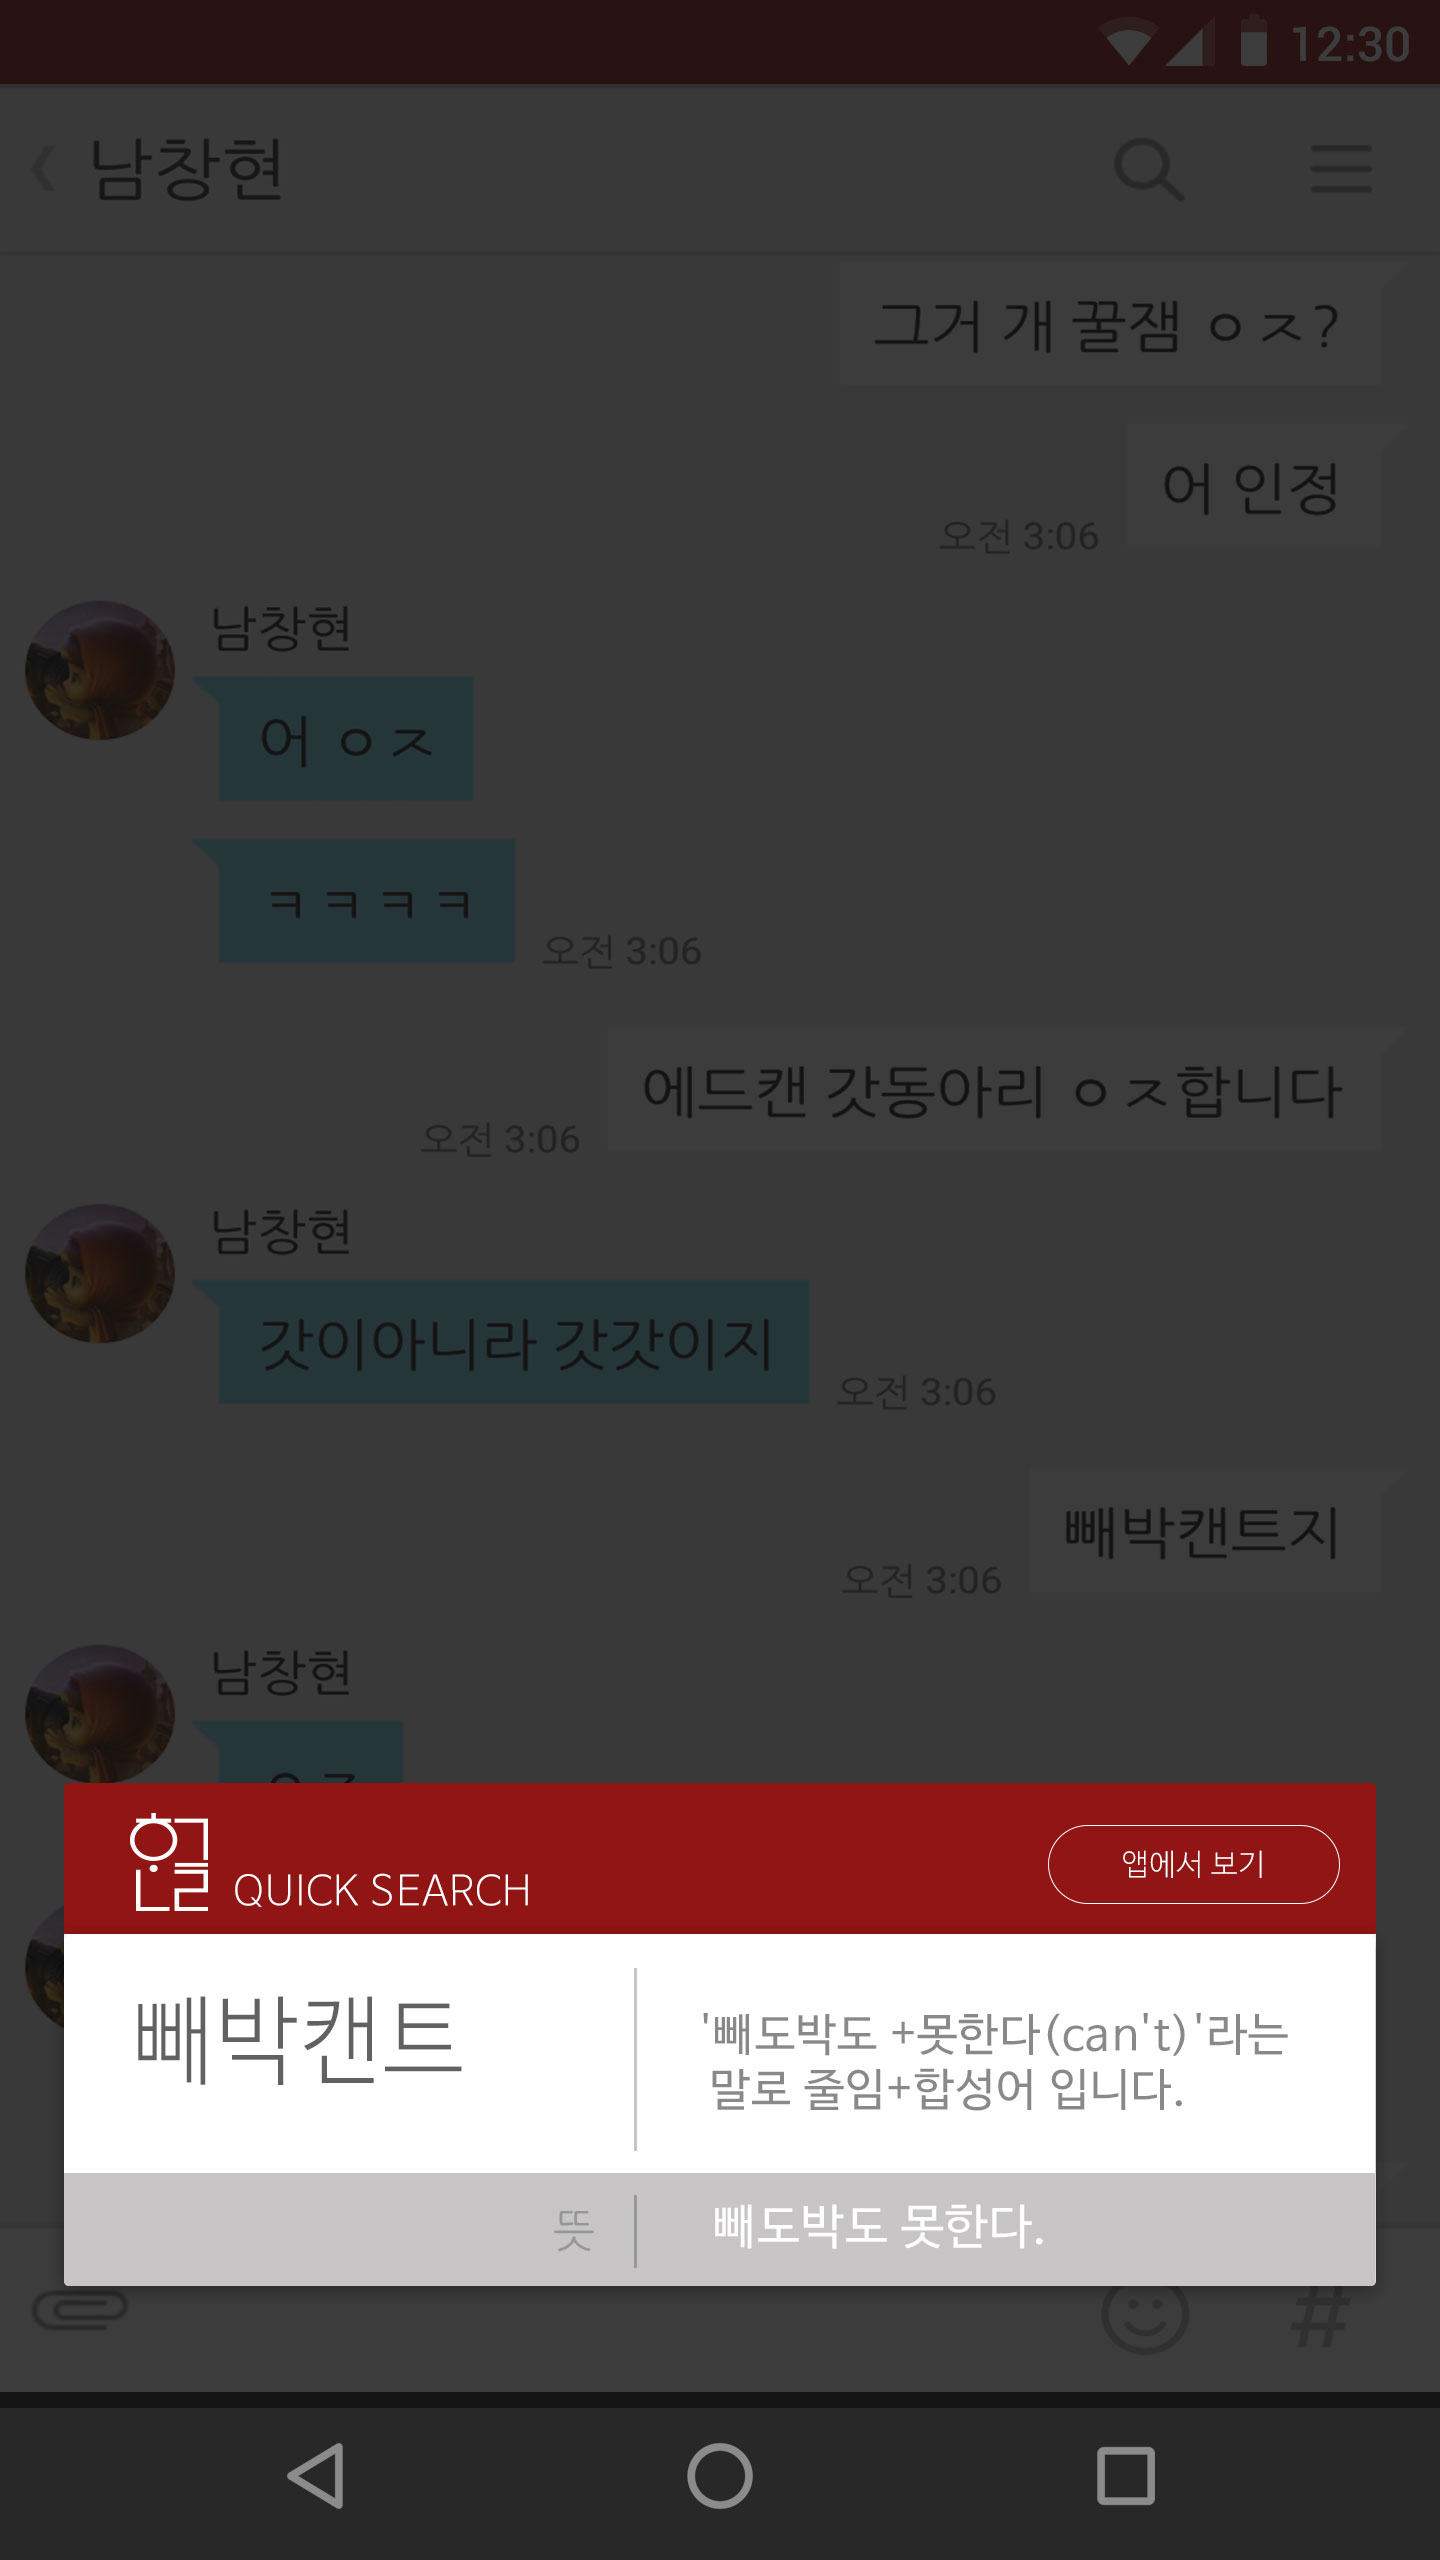 12:30
남창현
그거 개 꿀잼 ㅇㅈ?
어 인정
오전 3:06
남창현
어 ㅇㅈ
ㅋㅋㅋㅋ
오전 3:06
에드캔 갓동아리 ㅇㅈ합니다
오전 3:06
남창현
갓이아니라 갓갓이지
오전 3:06
빼박캔트지
오전 3:06
남창현
QUICK SEARCH
앱에서 보기
빼박캔트
'빼도박도 +못한다(can't)'라는
말로 줄임+합성어 입니다.
뜻
빼도박도 못한다.
#